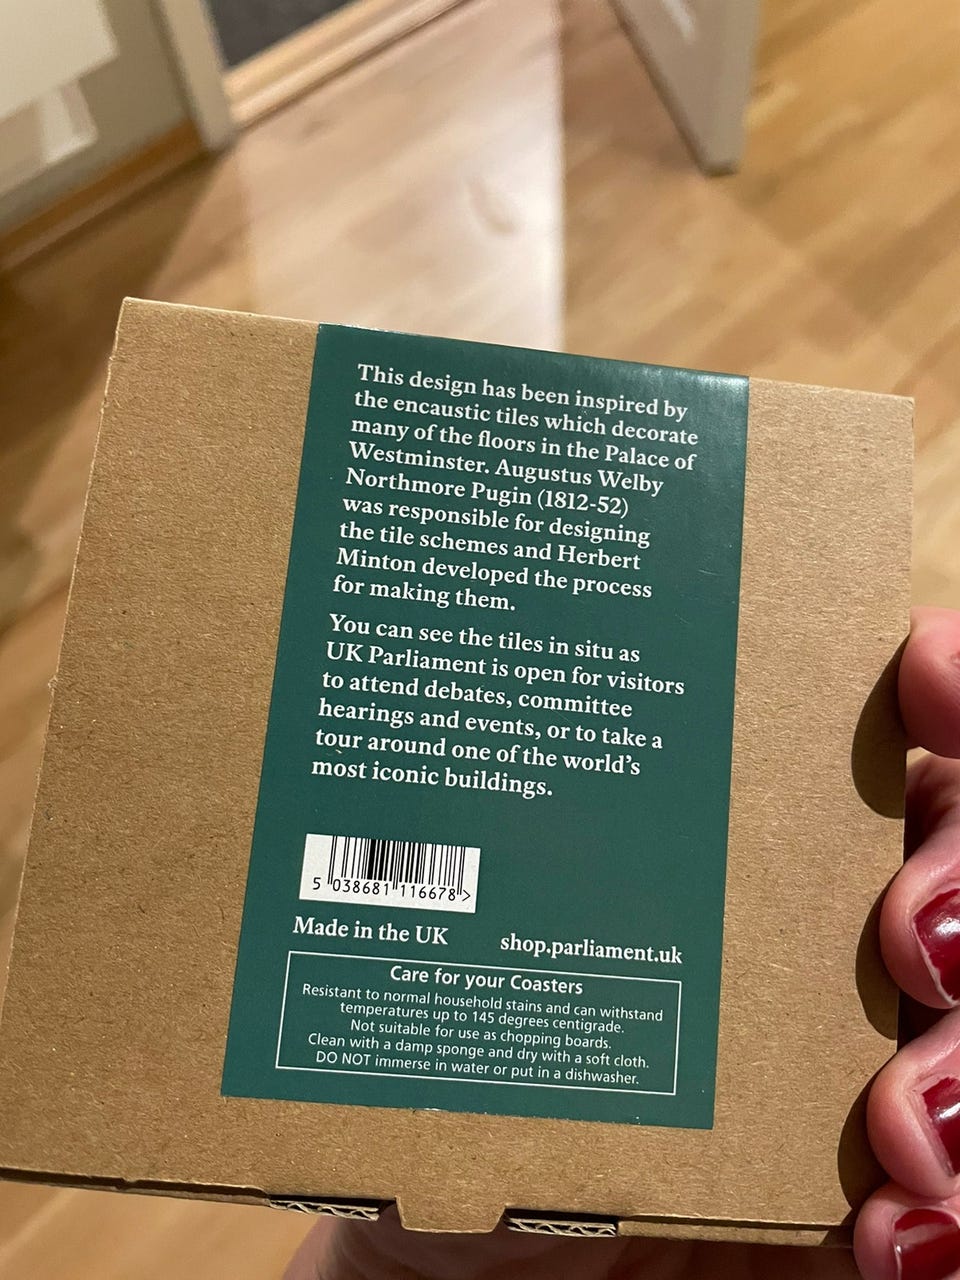 This design has been inspired by
the encaustic tiles which decorate
many of the floors in the Palace of
Westminster. Augustus Welby
Northmore Pugin (1812-52)
was responsible for designing
the tile schemes and Herbert
Minton developed the process
for making them.
You can see the tiles in situ as
UK Parliament is open for visitors
to attend debates, committee
hearings and events, or to take a
tour around one of the world's
most iconic buildings.
5 038681 116678 >
Made in the UK
shop.parliament.uk
Care for your Coasters
Resistant to normal household stains and can withstand
temperatures up to 145 degrees centigrade.
Not suitable for use as chopping boards.
Clean with a damp sponge and dry with a soft cloth.
DO NOT immerse in water or put in a dishwasher.